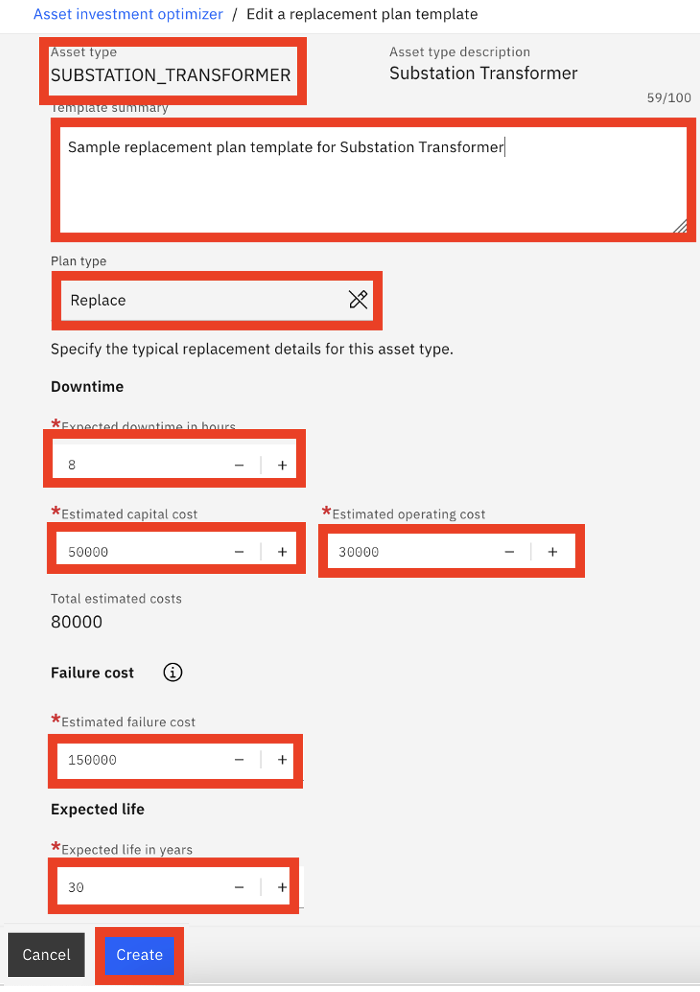 Asset investment optimizer / Edit a replacement plan template
Asset type
SUBSTATION_TRANSFORMER
Asset type description
Substation Transformer
59/100
Template summary
Sample replacement plan template for Substation Transformer
Plan type
Replace
Specify the typical replacement details for this asset type.
Downtime
*Expected downtime in hours
8 − +
*Estimated capital cost
50000 − +
*Estimated operating cost
30000 − +
Total estimated costs
80000
Failure cost
*Estimated failure cost
150000 − +
Expected life
*Expected life in years
30 − +
Cancel
Create